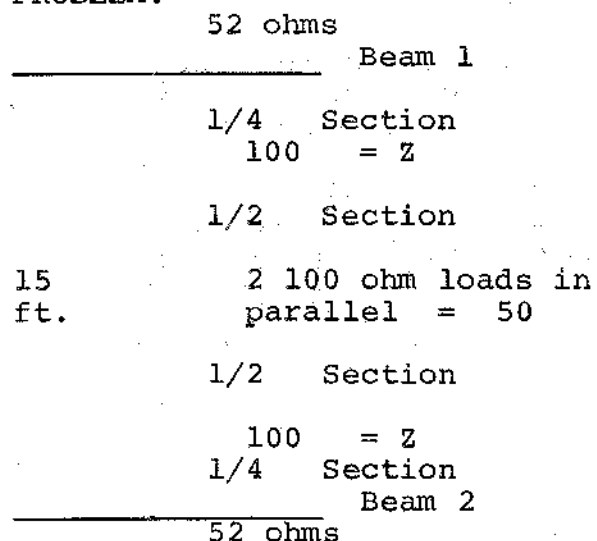 52 ohms
Beam 1
1/4 Section
100 = Z
1/2 Section
15 2 100 ohm loads in
ft. parallel = 50
1/2 Section
100 = Z
1/4 Section
Beam 2
52 ohms